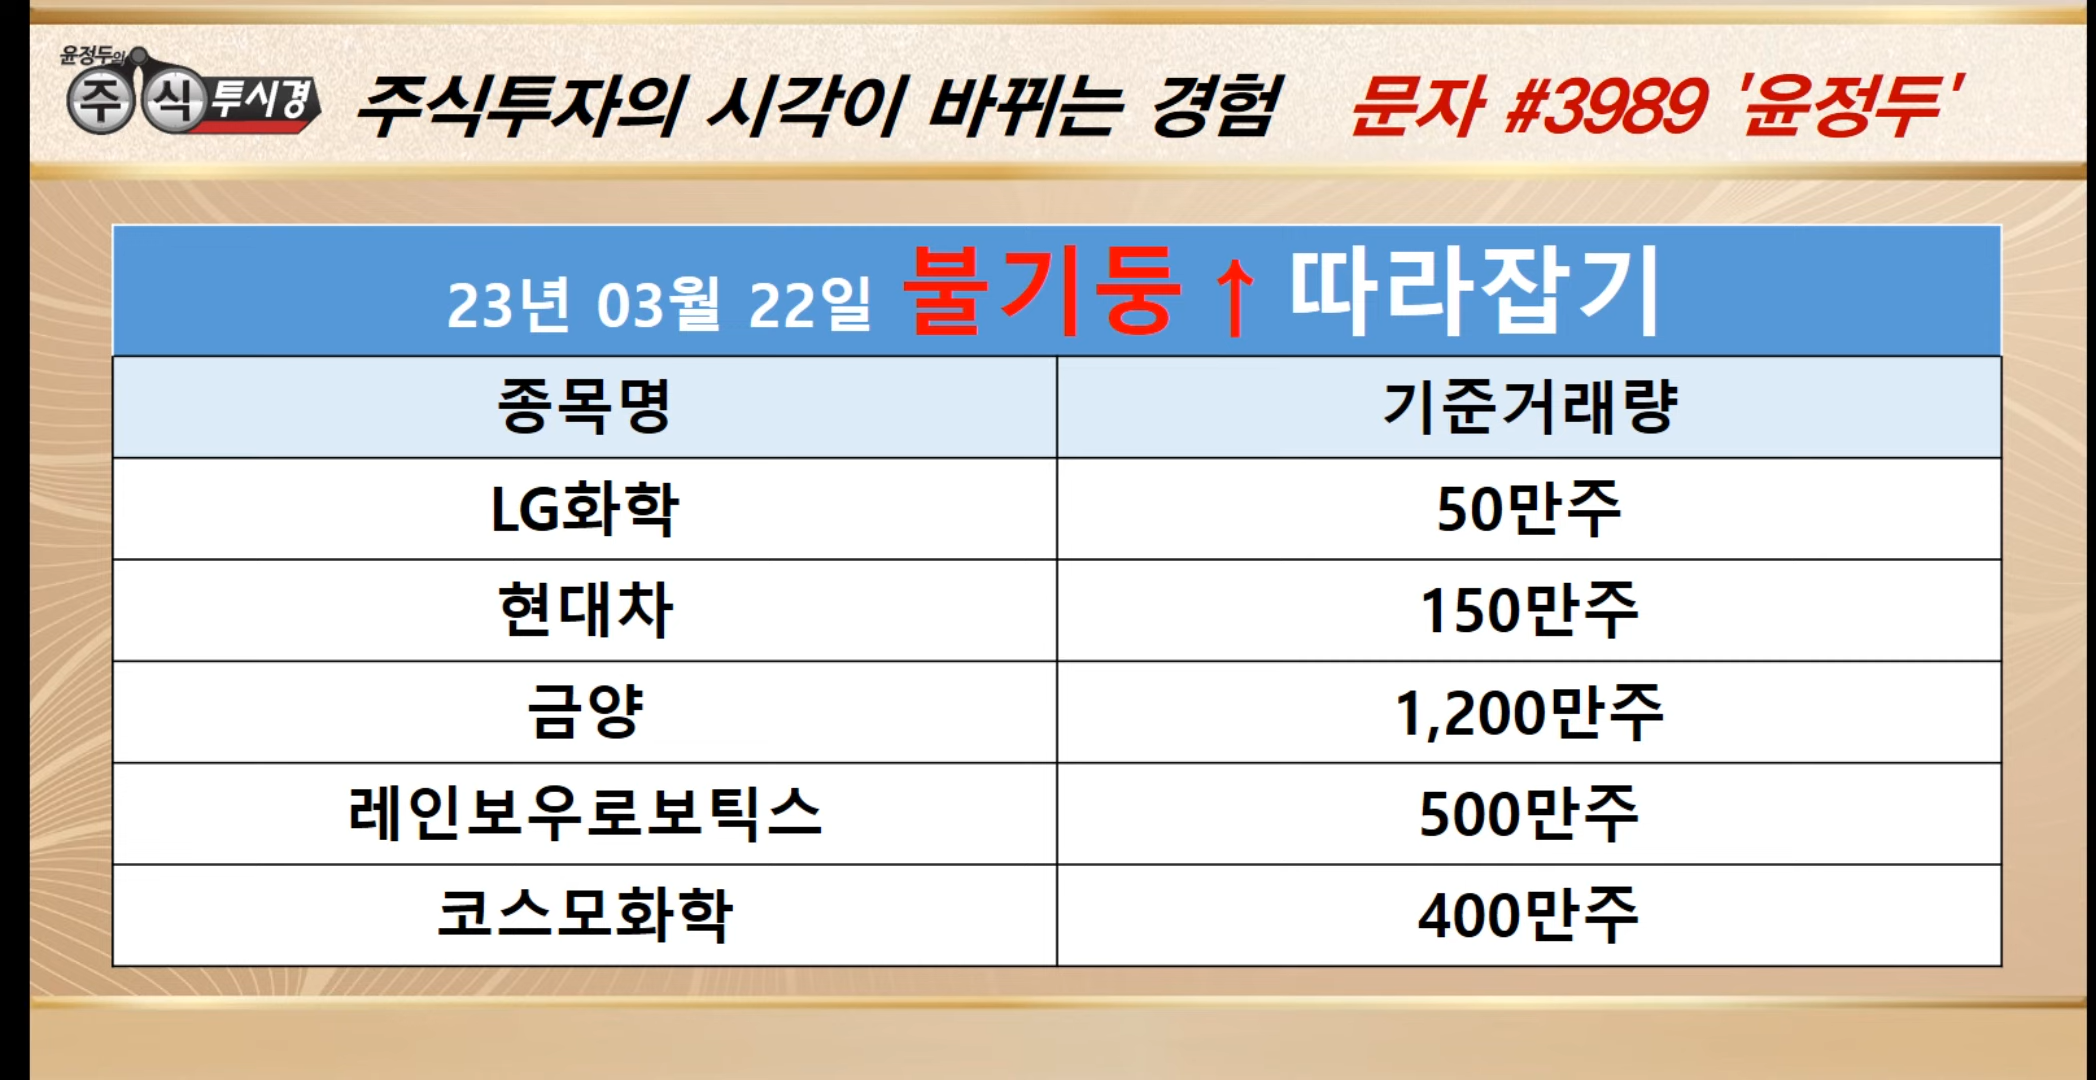 윤정두의
주식투시경
주식투자의 시각이 바뀌는 경험 문자 #3989 '윤정두'
23년 03월 22일 불기둥↑따라잡기
종목명 기준거래량
LG화학 50만주
현대차 150만주
금양 1,200만주
레인보우로보틱스 500만주
코스모화학 400만주